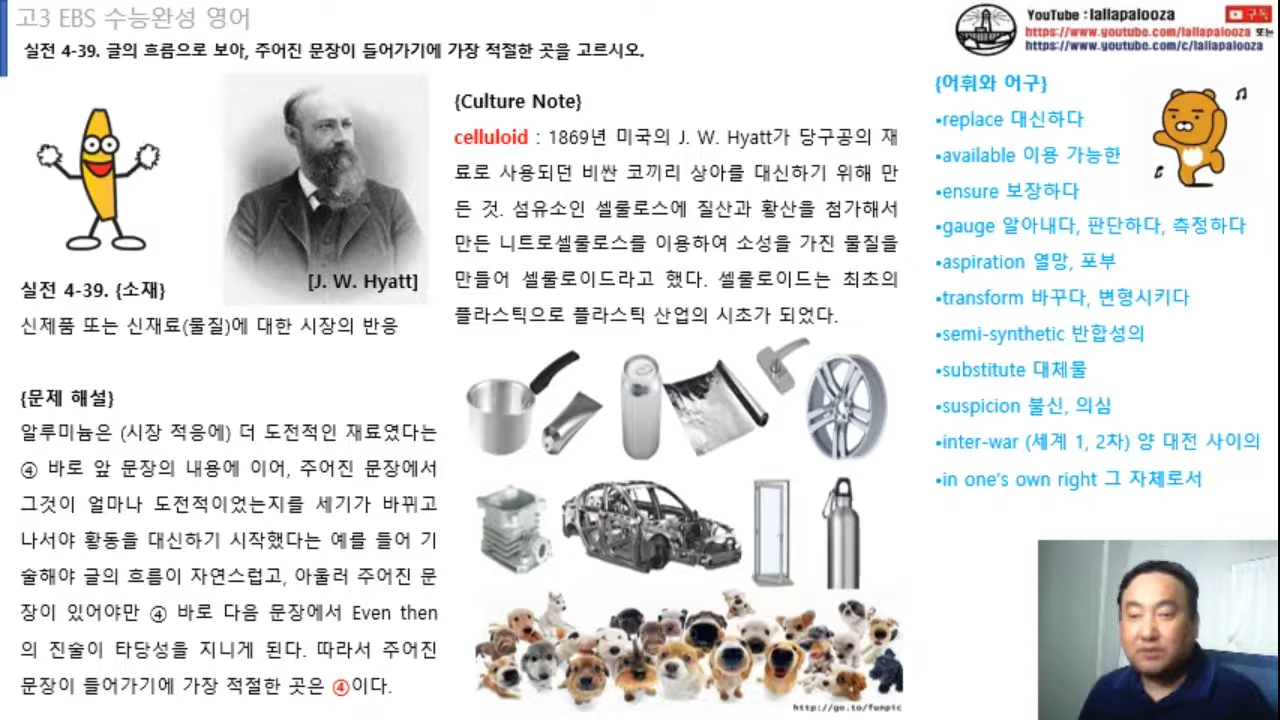 고3 EBS 수능완성 영어
실전 4-39. 글의 흐름으로 보아, 주어진 문장이 들어가기에 가장 적절한 곳을 고르시오.
YouTube : lallapalooza
구독
https://www.youtube.com/lallapalooza 또는
https://www.youtube.com/c/lallapalooza
[J. W. Hyatt]
실전 4-39. {소재}
신제품 또는 신재료(물질)에 대한 시장의 반응
{문제 해설}
알루미늄은 (시장 적응에) 더 도전적인 재료였다는
④ 바로 앞 문장의 내용에 이어, 주어진 문장에서
그것이 얼마나 도전적이었는지를 세기가 바뀌고
나서야 황동을 대신하기 시작했다는 예를 들어 기
술해야 글의 흐름이 자연스럽고, 아울러 주어진 문
장이 있어야만 ④ 바로 다음 문장에서 Even then
의 진술이 타당성을 지니게 된다. 따라서 주어진
문장이 들어가기에 가장 적절한 곳은 ④이다.
{Culture Note}
celluloid : 1869년 미국의 J. W. Hyatt가 당구공의 재
료로 사용되던 비싼 코끼리 상아를 대신하기 위해 만
든 것. 섬유소인 셀룰로스에 질산과 황산을 첨가해서
만든 니트로셀룰로스를 이용하여 소성을 가진 물질을
만들어 셀룰로이드라고 했다. 셀룰로이드는 최초의
플라스틱으로 플라스틱 산업의 시초가 되었다.
http://go.to/funpic
{어휘와 어구}
•replace 대신하다
•available 이용 가능한
•ensure 보장하다
•gauge 알아내다, 판단하다, 측정하다
•aspiration 열망, 포부
•transform 바꾸다, 변형시키다
•semi-synthetic 반합성의
•substitute 대체물
•suspicion 불신, 의심
•inter-war (세계 1, 2차) 양 대전 사이의
•in one's own right 그 자체로서